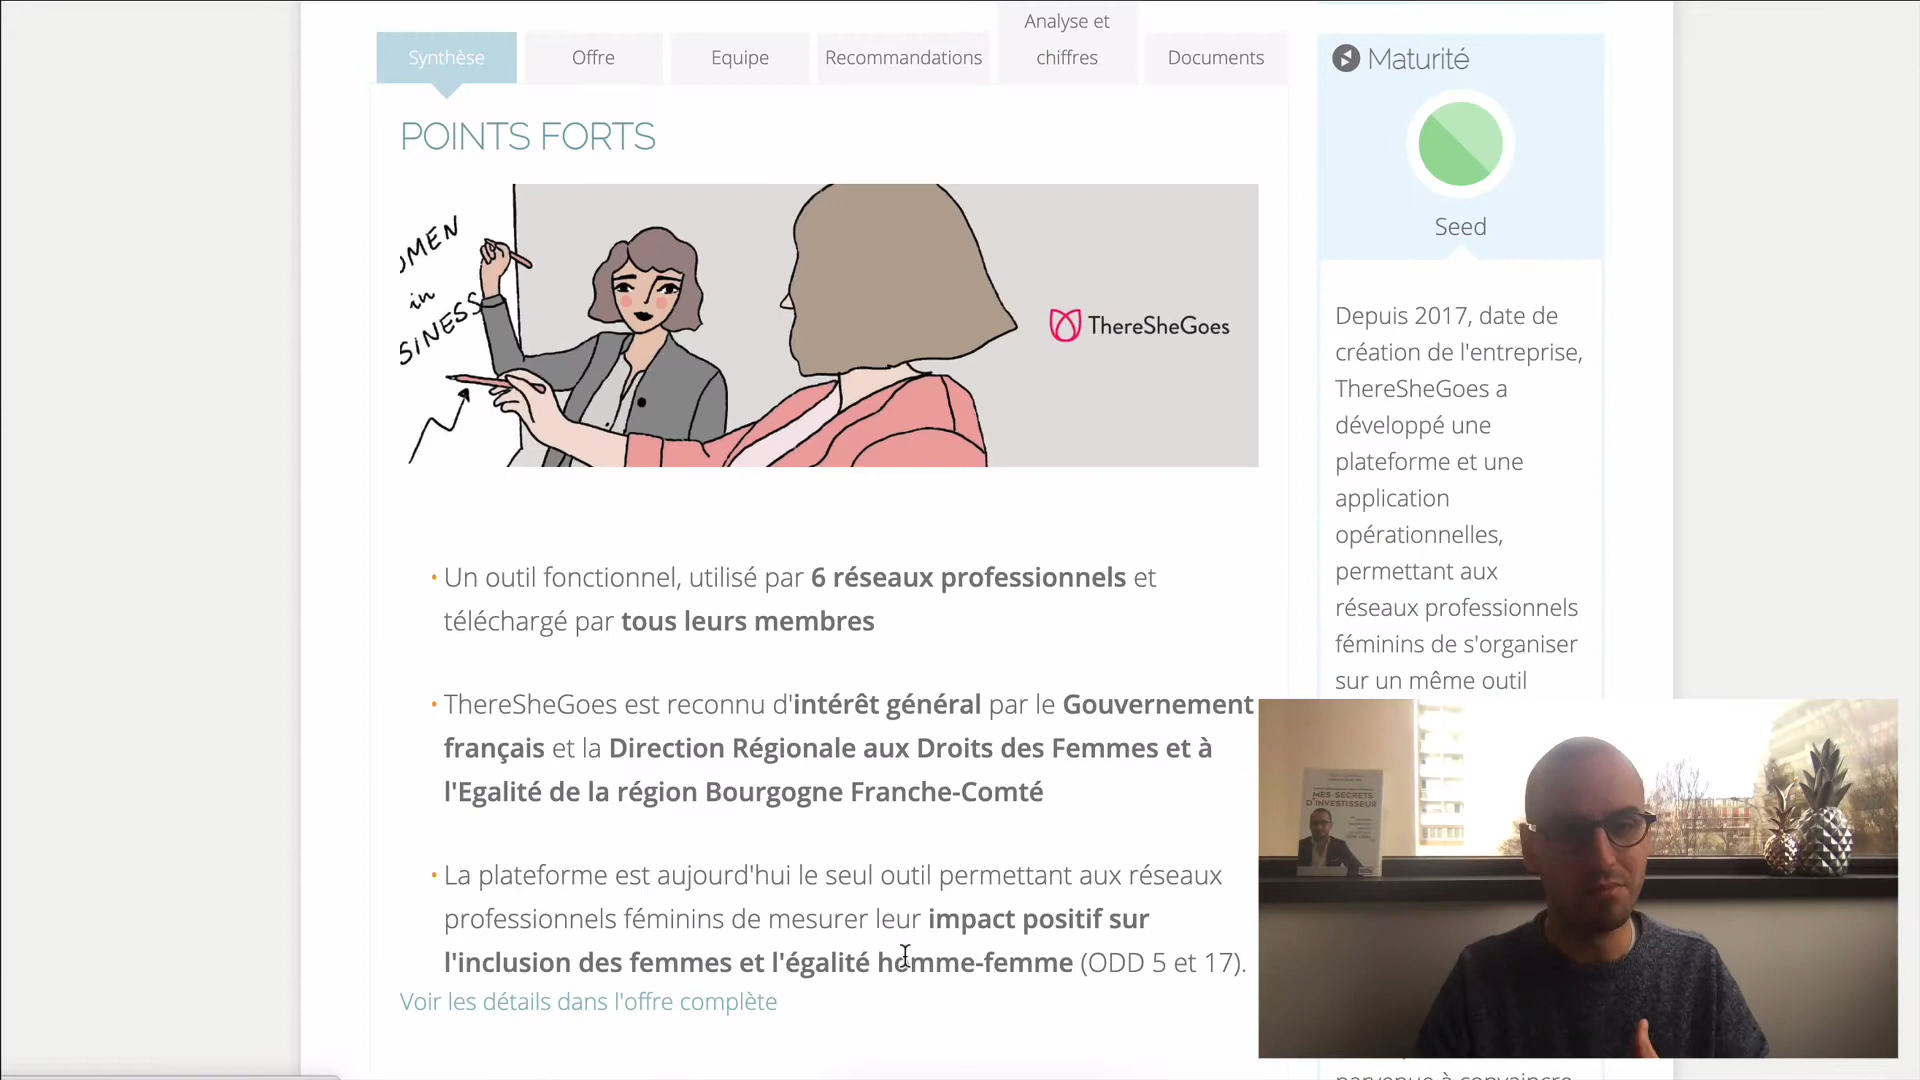 Synthèse
Offre
Equipe
Recommandations
Analyse et
chiffres
Documents
POINTS FORTS
in
ThereSheGoes
Un outil fonctionnel, utilisé par 6 réseaux professionnels et
téléchargé par tous leurs membres
ThereSheGoes est reconnu d'intérêt général par le Gouvernement
français et la Direction Régionale aux Droits des Femmes et à
l'Egalité de la région Bourgogne Franche-Comté
La plateforme est aujourd'hui le seul outil permettant aux réseaux
professionnels féminins de mesurer leur impact positif sur
l'inclusion des femmes et l'égalité homme-femme (ODD 5 et 17).
Voir les détails dans l'offre complète
Maturité
Seed
Depuis 2017, date de
création de l'entreprise,
ThereSheGoes a
développé une
plateforme et une
application
opérationnelles,
permettant aux
réseaux professionnels
féminins de s'organiser
sur un même outil
MES SECRETS
D'INVESTISSEUR